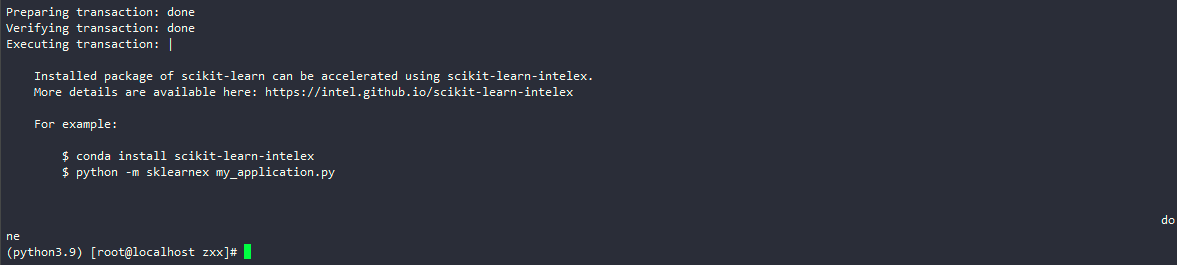 Preparing transaction: done
Verifying transaction: done
Executing transaction: |
Installed package of scikit-learn can be accelerated using scikit-learn-intelex.
More details are available here: https://intel.github.io/scikit-learn-intelex
For example:
$ conda install scikit-learn-intelex
$ python -m sklearnex my_application.py
do
ne
(python3.9) [root@localhost zxx]#